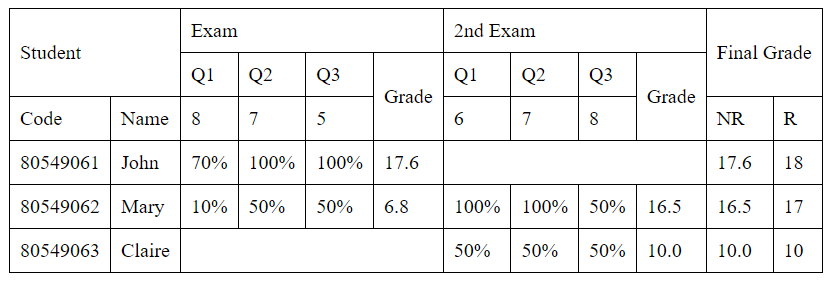 Student Exam 2nd Exam Final Grade
Q1 Q2 Q3 Grade Q1 Q2 Q3 Grade
Code Name 8 7 5 6 7 8 NR R
80549061 John 70% 100% 100% 17.6 17.6 18
80549062 Mary 10% 50% 50% 6.8 100% 100% 50% 16.5 16.5 17
80549063 Claire 50% 50% 50% 10.0 10.0 10